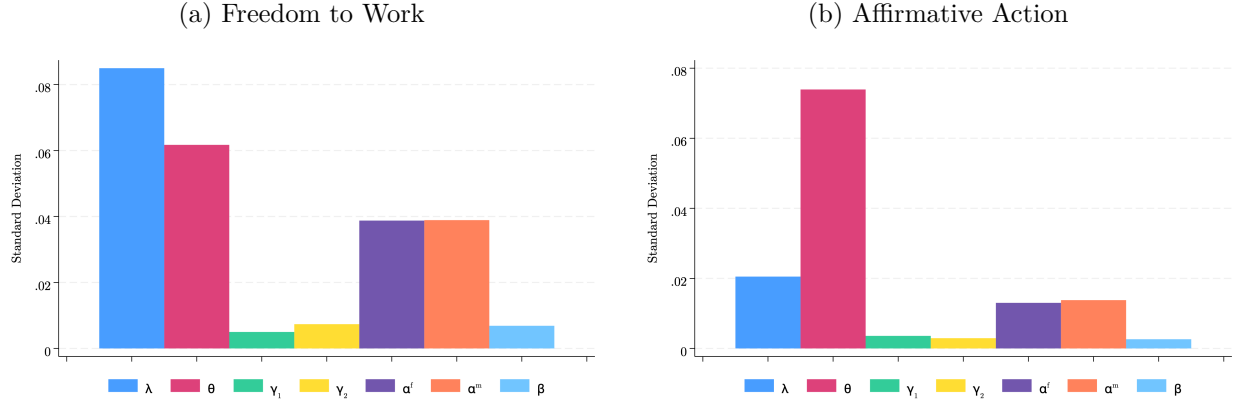 (a) Freedom to Work
Standard Deviation
.08
.06
.04
.02
0
λ θ γ₁ γ₂ αᶠ αᵐ β
(b) Affirmative Action
Standard Deviation
.08
.06
.04
.02
0
λ θ γ₁ γ₂ αᶠ αᵐ β